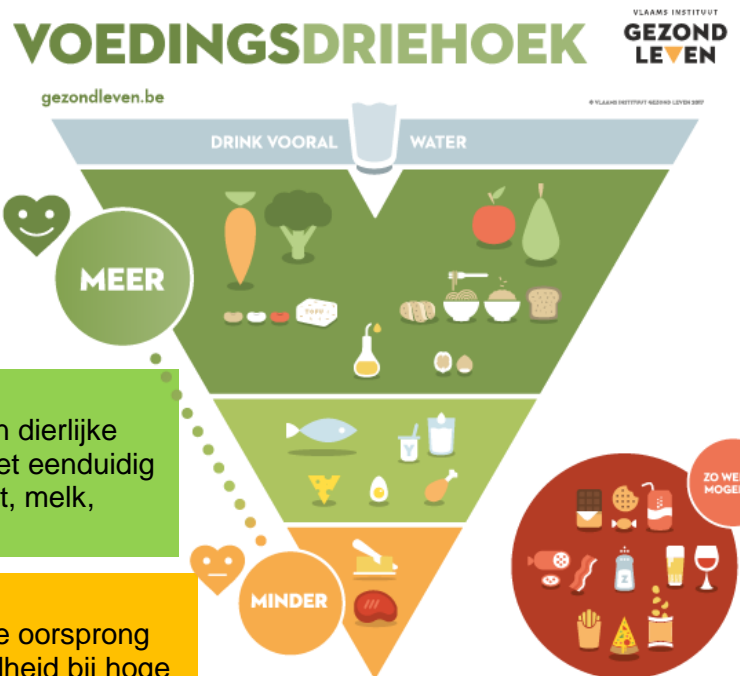 VOEDINGSDRIEHOEK
VLAAMS INSTITUUT
GEZOND
LEVEN
gezondleven.be
© VLAAMS INSTITUUT GEZOND LEVEN 2017
DRINK VOORAL WATER
MEER
TOFU
Y
n dierlijke
et eenduidig
t, melk,
ZO WE
MOGE
Z
MINDER
e oorsprong
dheid bij hoge